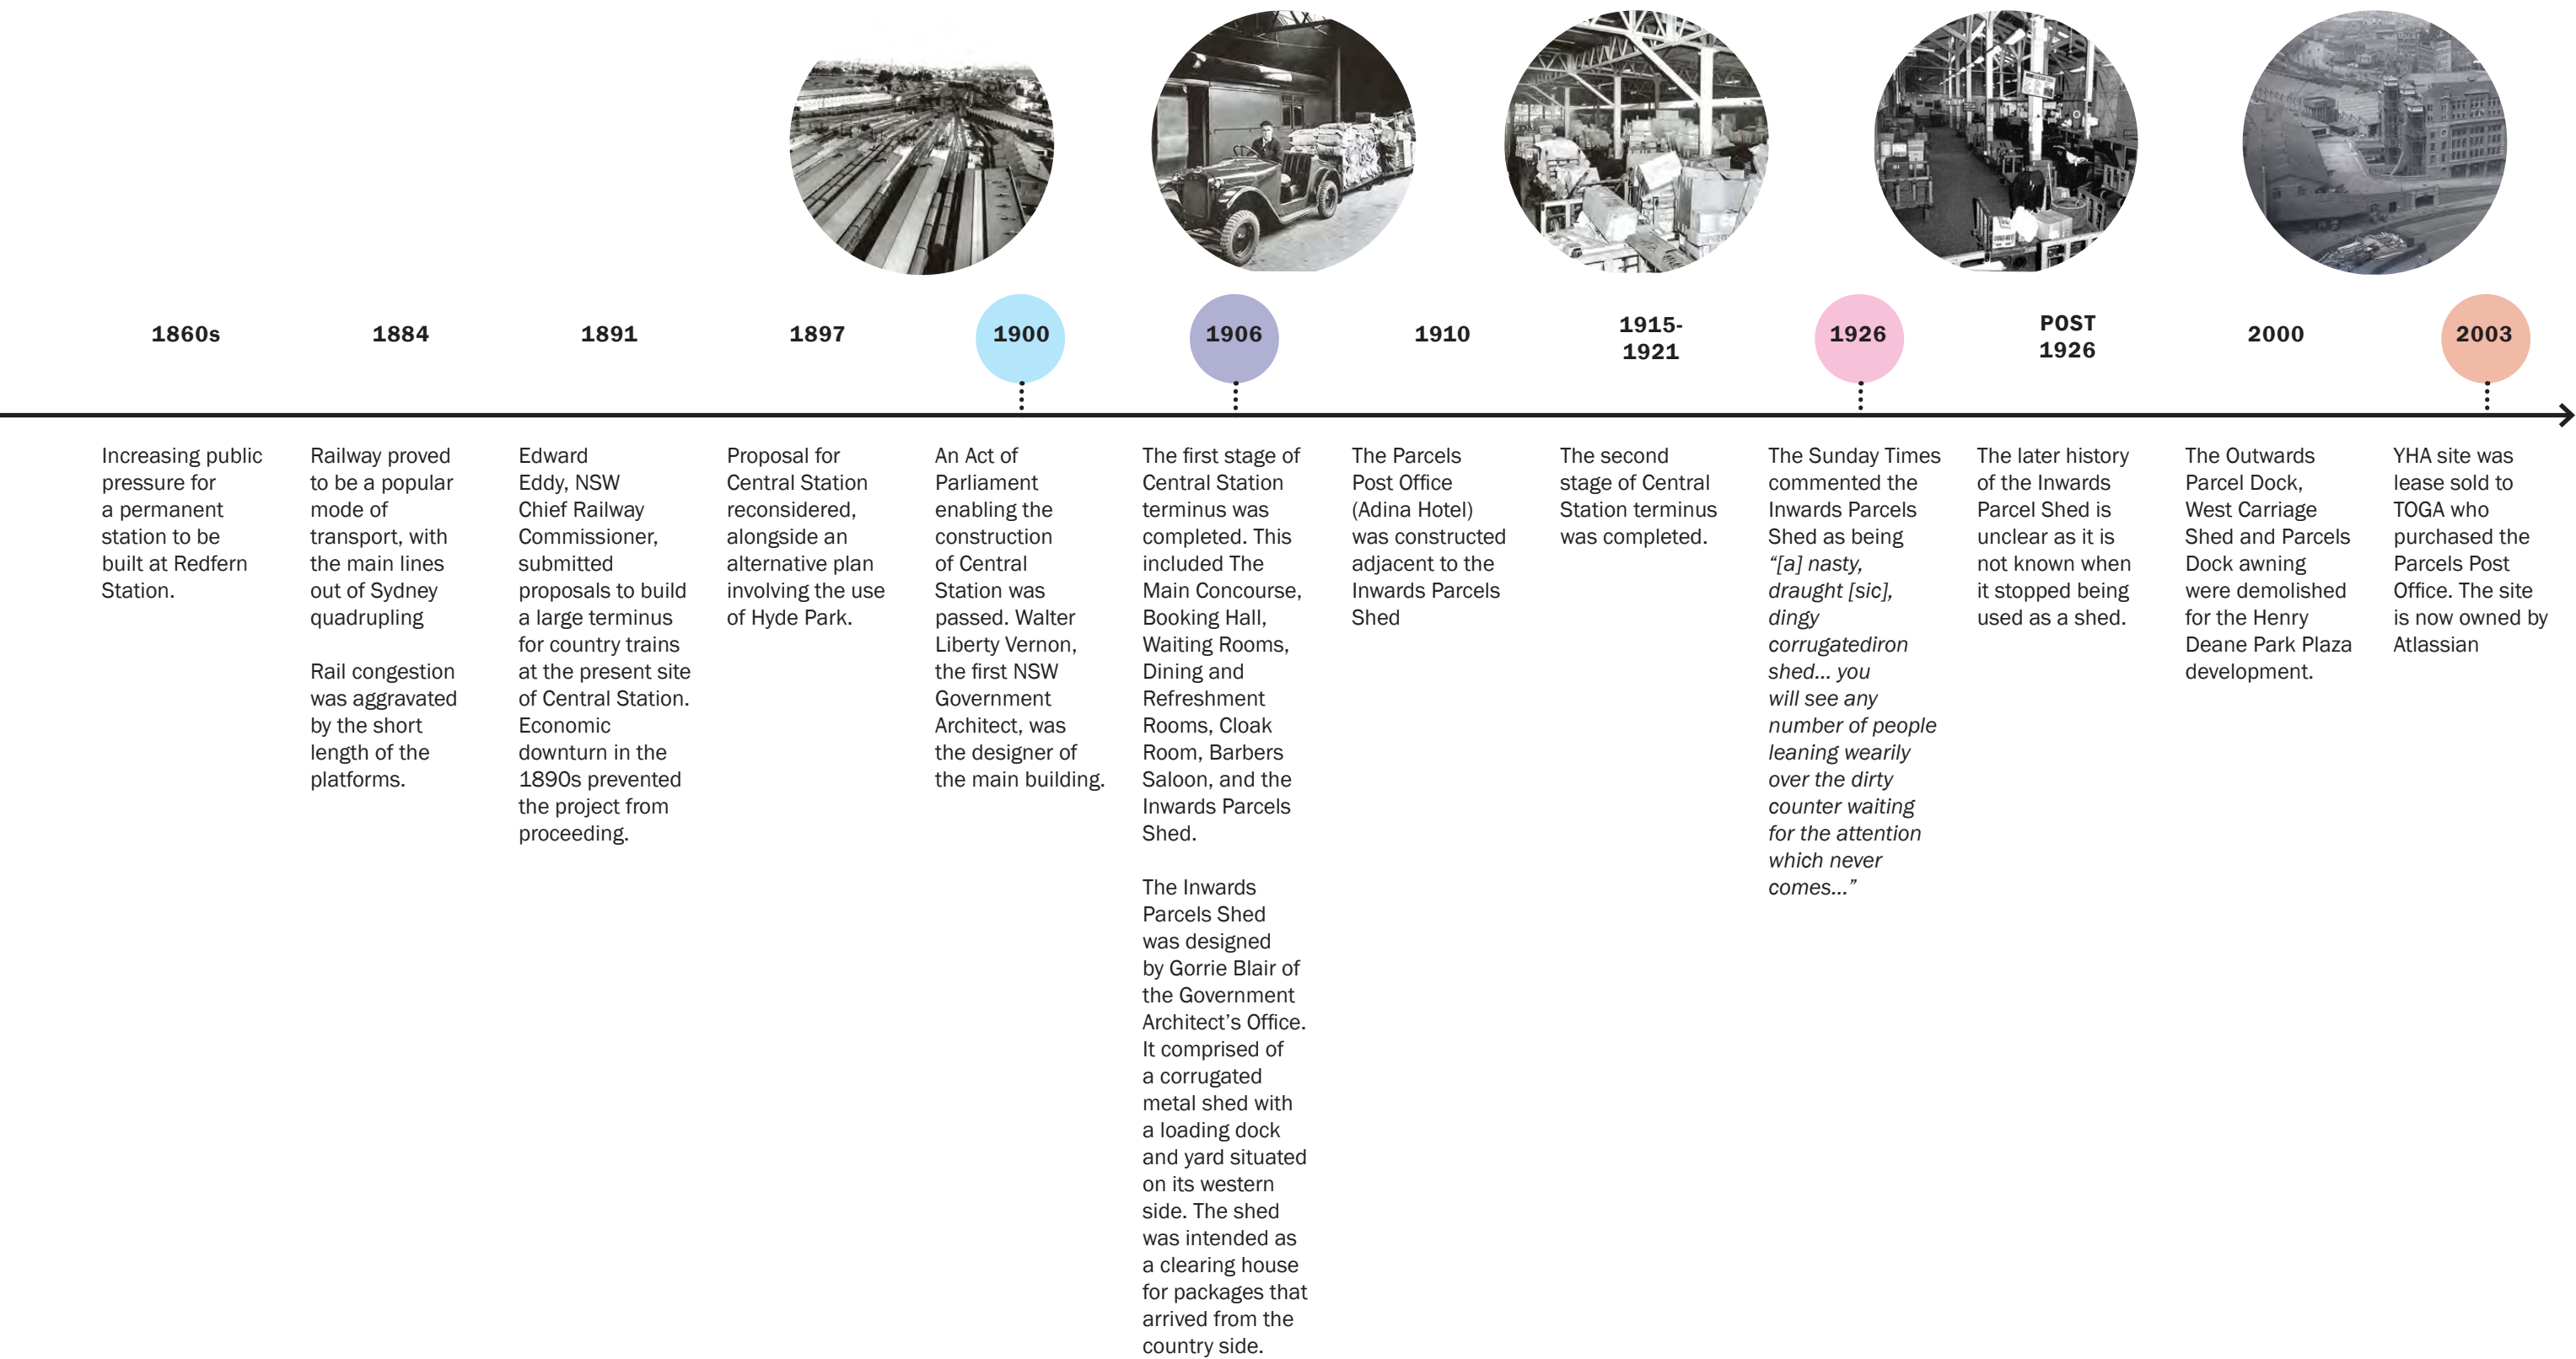 1860s
1884
1891
1897
1900
1906
1910
1915-
1921
1926
POST
1926
2000
2003
Increasing public
pressure for
a permanent
station to be
built at Redfern
Station.
Railway proved
to be a popular
mode of
transport, with
the main lines
out of Sydney
quadrupling
Rail congestion
was aggravated
by the short
length of the
platforms.
Edward
Eddy, NSW
Chief Railway
Commissioner,
submitted
proposals to build
a large terminus
for country trains
at the present site
of Central Station.
Economic
downturn in the
1890s prevented
the project from
proceeding.
Proposal for
Central Station
reconsidered,
alongside an
alternative plan
involving the use
of Hyde Park.
An Act of
Parliament
enabling the
construction
of Central
Station was
passed. Walter
Liberty Vernon,
the first NSW
Government
Architect, was
the designer of
the main building.
The first stage of
Central Station
terminus was
completed. This
included The
Main Concourse,
Booking Hall,
Waiting Rooms,
Dining and
Refreshment
Rooms, Cloak
Room, Barbers
Saloon, and the
Inwards Parcels
Shed.
The Inwards
Parcels Shed
was designed
by Gorrie Blair of
the Government
Architect’s Office.
It comprised of
a corrugated
metal shed with
a loading dock
and yard situated
on its western
side. The shed
was intended as
a clearing house
for packages that
arrived from the
country side.
The Parcels
Post Office
(Adina Hotel)
was constructed
adjacent to the
Inwards Parcels
Shed
The second
stage of Central
Station terminus
was completed.
The Sunday Times
commented the
Inwards Parcels
Shed as being
“[a] nasty,
draught [sic],
dingy
corrugatediron
shed... you
will see any
number of people
leaning wearily
over the dirty
counter waiting
for the attention
which never
comes...”
The later history
of the Inwards
Parcel Shed is
unclear as it is
not known when
it stopped being
used as a shed.
The Outwards
Parcel Dock,
West Carriage
Shed and Parcels
Dock awning
were demolished
for the Henry
Deane Park Plaza
development.
YHA site was
lease sold to
TOGA who
purchased the
Parcels Post
Office. The site
is now owned by
Atlassian